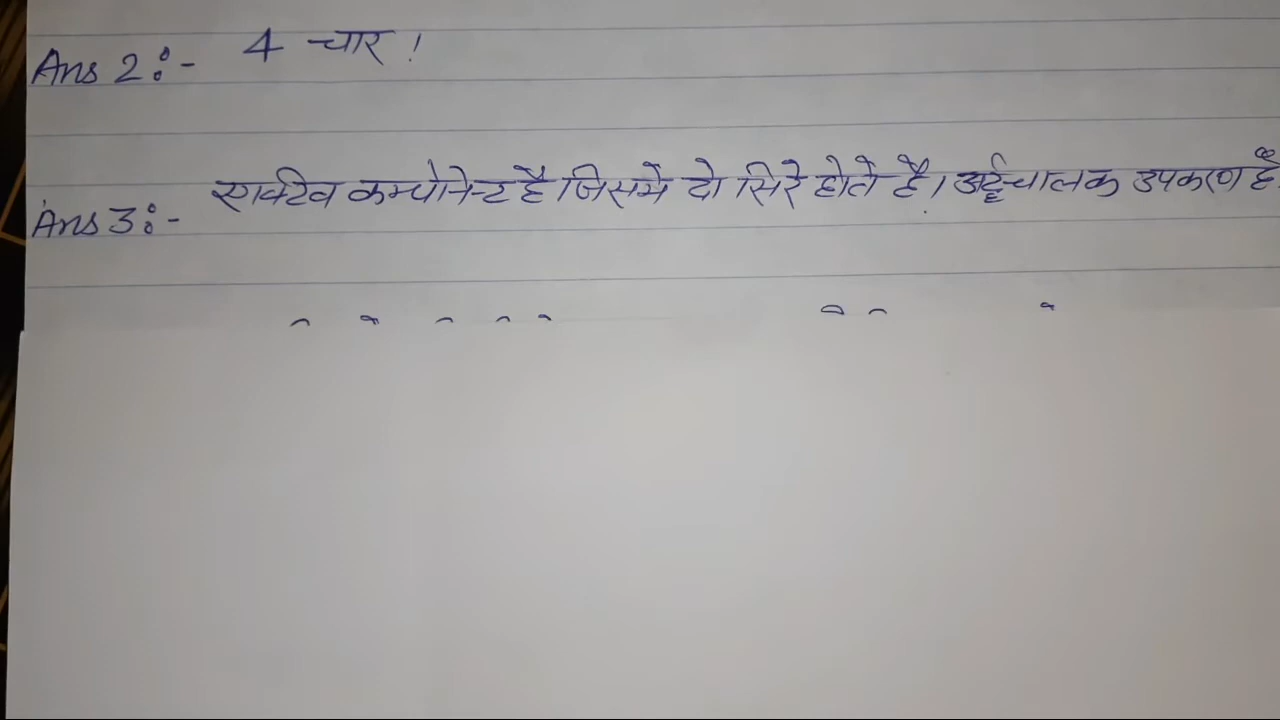 Ans 2:- 4 चार !
Ans 3:- एक्टिव कम्पोनेन्ट है जिसमे दो सिरे होते है। अर्द्धचालक उपकरण है